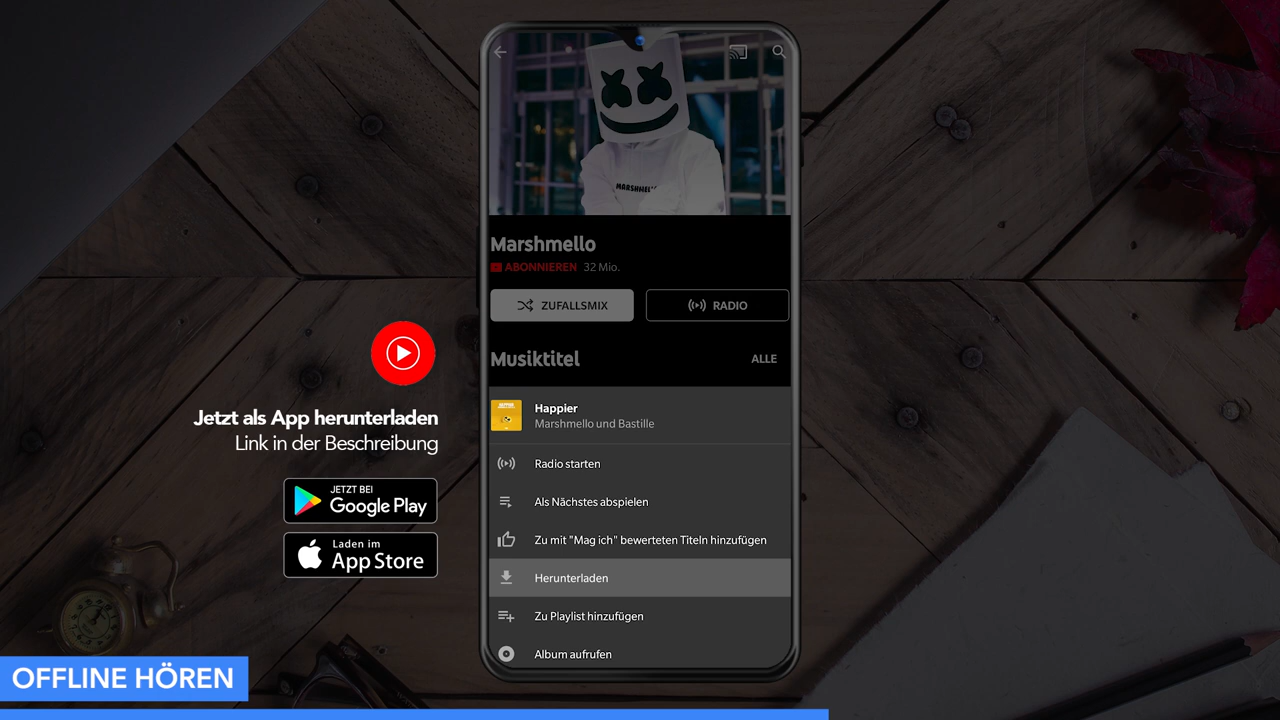 MARSHMELLO
Marshmello
ABONNIEREN 32 Mio.
ZUFALLSMIX
RADIO
Musiktitel
ALLE
Happier
Marshmello und Bastille
Radio starten
Als Nächstes abspielen
Zu mit "Mag ich" bewerteten Titeln hinzufügen
Herunterladen
Zu Playlist hinzufügen
Album aufrufen
Jetzt als App herunterladen
Link in der Beschreibung
JETZT BEI
Google Play
Laden im
App Store
OFFLINE HÖREN